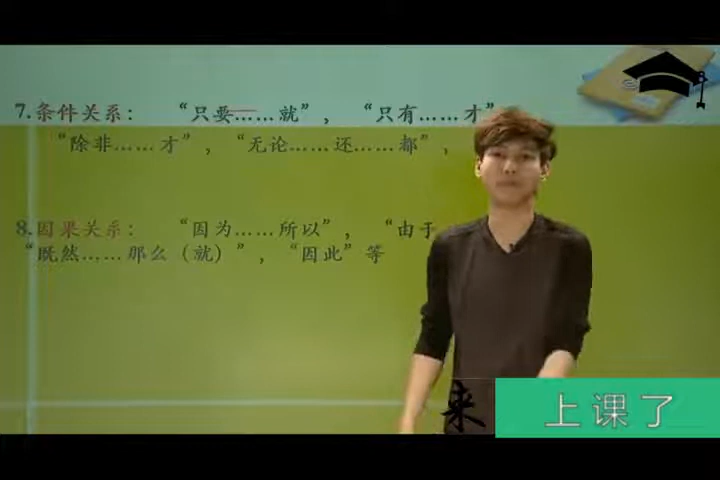 7.条件关系： “只要……就”，“只有……才”
“除非……才”，“无论……还……都”，
8.因果关系： “因为……所以”，“由于
“既然……那么（就）”，“因此”等
来
上课了